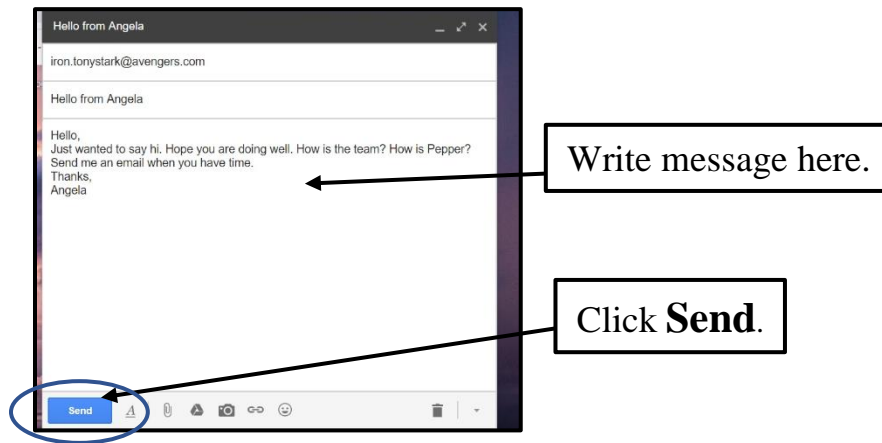 Hello from Angela
iron.tonystark@avengers.com
Hello from Angela
Hello,
Just wanted to say hi. Hope you are doing well. How is the team? How is Pepper?
Send me an email when you have time.
Thanks,
Angela
Write message here.
Click Send.
Send
A